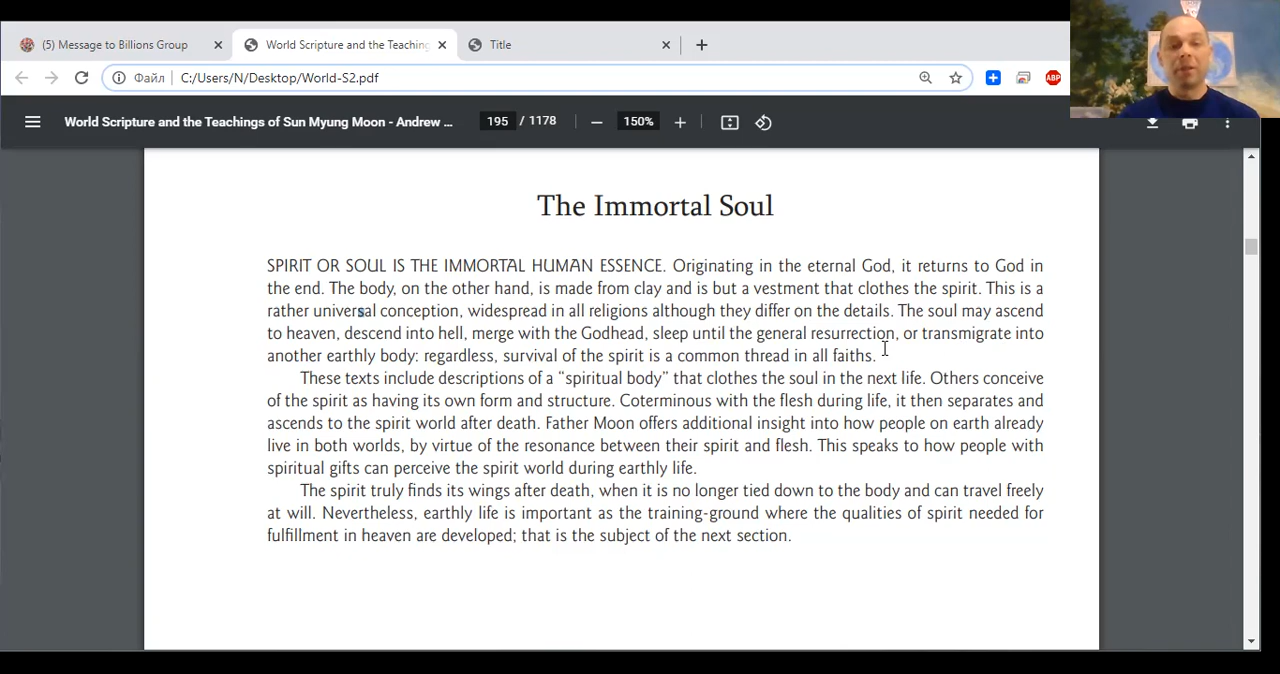 (5) Message to Billions Group
World Scripture and the Teaching
Title
Файл
C:/Users/N/Desktop/World-S2.pdf
ABP
World Scripture and the Teachings of Sun Myung Moon - Andrew ...
195 / 1178
150%
The Immortal Soul
SPIRIT OR SOUL IS THE IMMORTAL HUMAN ESSENCE. Originating in the eternal God, it returns to God in
the end. The body, on the other hand, is made from clay and is but a vestment that clothes the spirit. This is a
rather universal conception, widespread in all religions although they differ on the details. The soul may ascend
to heaven, descend into hell, merge with the Godhead, sleep until the general resurrection, or transmigrate into
another earthly body: regardless, survival of the spirit is a common thread in all faiths.
These texts include descriptions of a “spiritual body” that clothes the soul in the next life. Others conceive
of the spirit as having its own form and structure. Coterminous with the flesh during life, it then separates and
ascends to the spirit world after death. Father Moon offers additional insight into how people on earth already
live in both worlds, by virtue of the resonance between their spirit and flesh. This speaks to how people with
spiritual gifts can perceive the spirit world during earthly life.
The spirit truly finds its wings after death, when it is no longer tied down to the body and can travel freely
at will. Nevertheless, earthly life is important as the training-ground where the qualities of spirit needed for
fulfillment in heaven are developed; that is the subject of the next section.